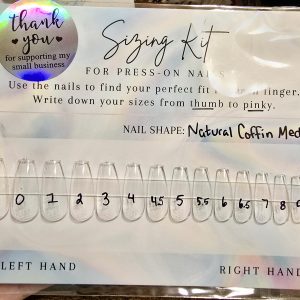 thank
you
for supporting my
small business
Sizing Kit
FOR PRESS-ON NAILS
Use the nails to find your perfect fit finger.
Write down your sizes from thumb to pinky.
NAIL SHAPE: Natural Coffin Med
0 1 2 3 4 4.5 5 5.5 6 6.5 7 8
LEFT HAND RIGHT HAND